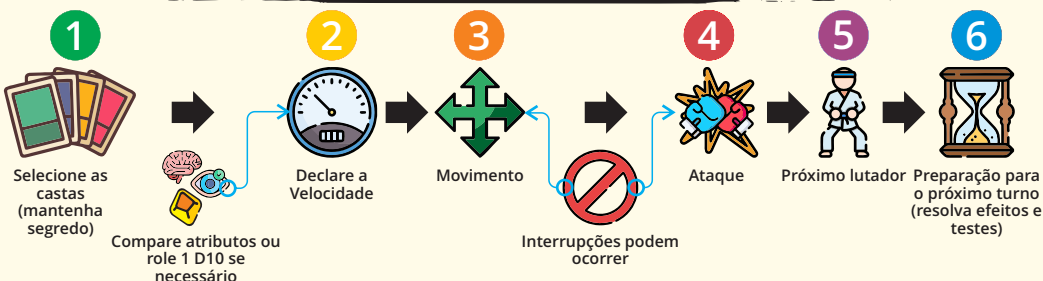 1
2
3
4
5
6
Selecione as
castas
(mantenha
segredo)
Compare atributos ou
role 1 D10 se
necessário
Declare a
Velocidade
Movimento
Interrupções podem
ocorrer
Ataque
Próximo lutador
Preparação para
o próximo turno
(resolva efeitos e
testes)